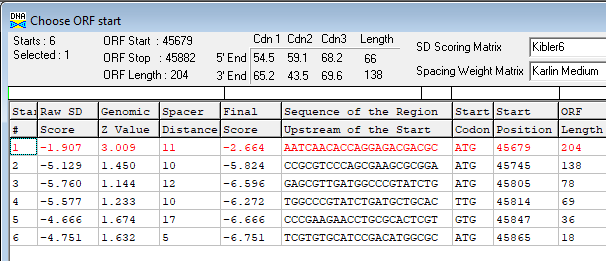 DNA Choose ORF start
Starts : 6 ORF Start : 45679 Cdn 1 Cdn2 Cdn3 Length SD Scoring Matrix Kibler6
Selected : 1 ORF Stop : 45882 5' End 54.5 59.1 68.2 66
ORF Length : 204 3' End 65.2 43.5 69.6 138 Spacing Weight Matrix Karlin Medium
Star Raw SD Genomic Spacer Final Sequence of the Region Start Start ORF
# Score Z Value Distance Score Upstream of the Start Codon Position Length
1 -1.907 3.009 11 -2.664 AATCAACACCAGGAGACGACGC ATG 45679 204
2 -5.129 1.450 10 -5.824 CCGCGTCCCAGCGAAGCGCGGA ATG 45745 138
3 -5.760 1.144 12 -6.596 GAGCGTTGATGGCCCGTATCTG ATG 45805 78
4 -5.577 1.233 10 -6.272 TGGCCCGTATCTGATGCTGCAC TTG 45814 69
5 -4.666 1.674 17 -6.666 CCCGAAGAACCTGCGCACTCGT GTG 45847 36
6 -4.751 1.632 5 -6.751 TCGTGTGCATCCGACATGGCGC ATG 45865 18